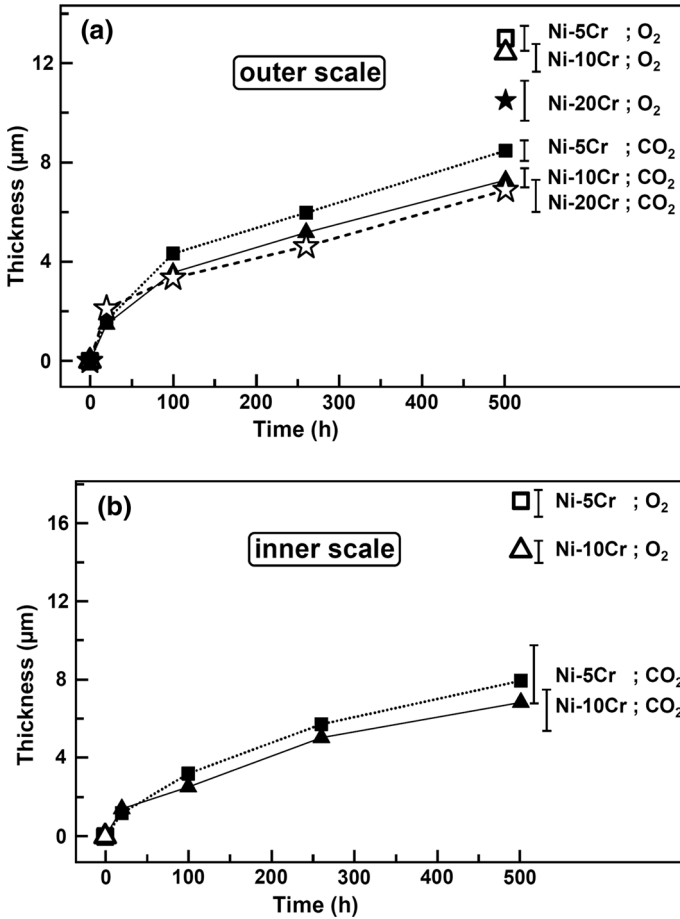 (a)
outer scale
Ni-5Cr ; O₂
Ni-10Cr ; O₂
Ni-20Cr ; O₂
Ni-5Cr ; CO₂
Ni-10Cr ; CO₂
Ni-20Cr ; CO₂
Thickness (µm)
12
8
4
0
0 100 200 300 400 500
Time (h)
(b)
inner scale
Ni-5Cr ; O₂
Ni-10Cr ; O₂
Ni-5Cr ; CO₂
Ni-10Cr ; CO₂
Thickness (µm)
16
12
8
4
0
0 100 200 300 400 500
Time (h)